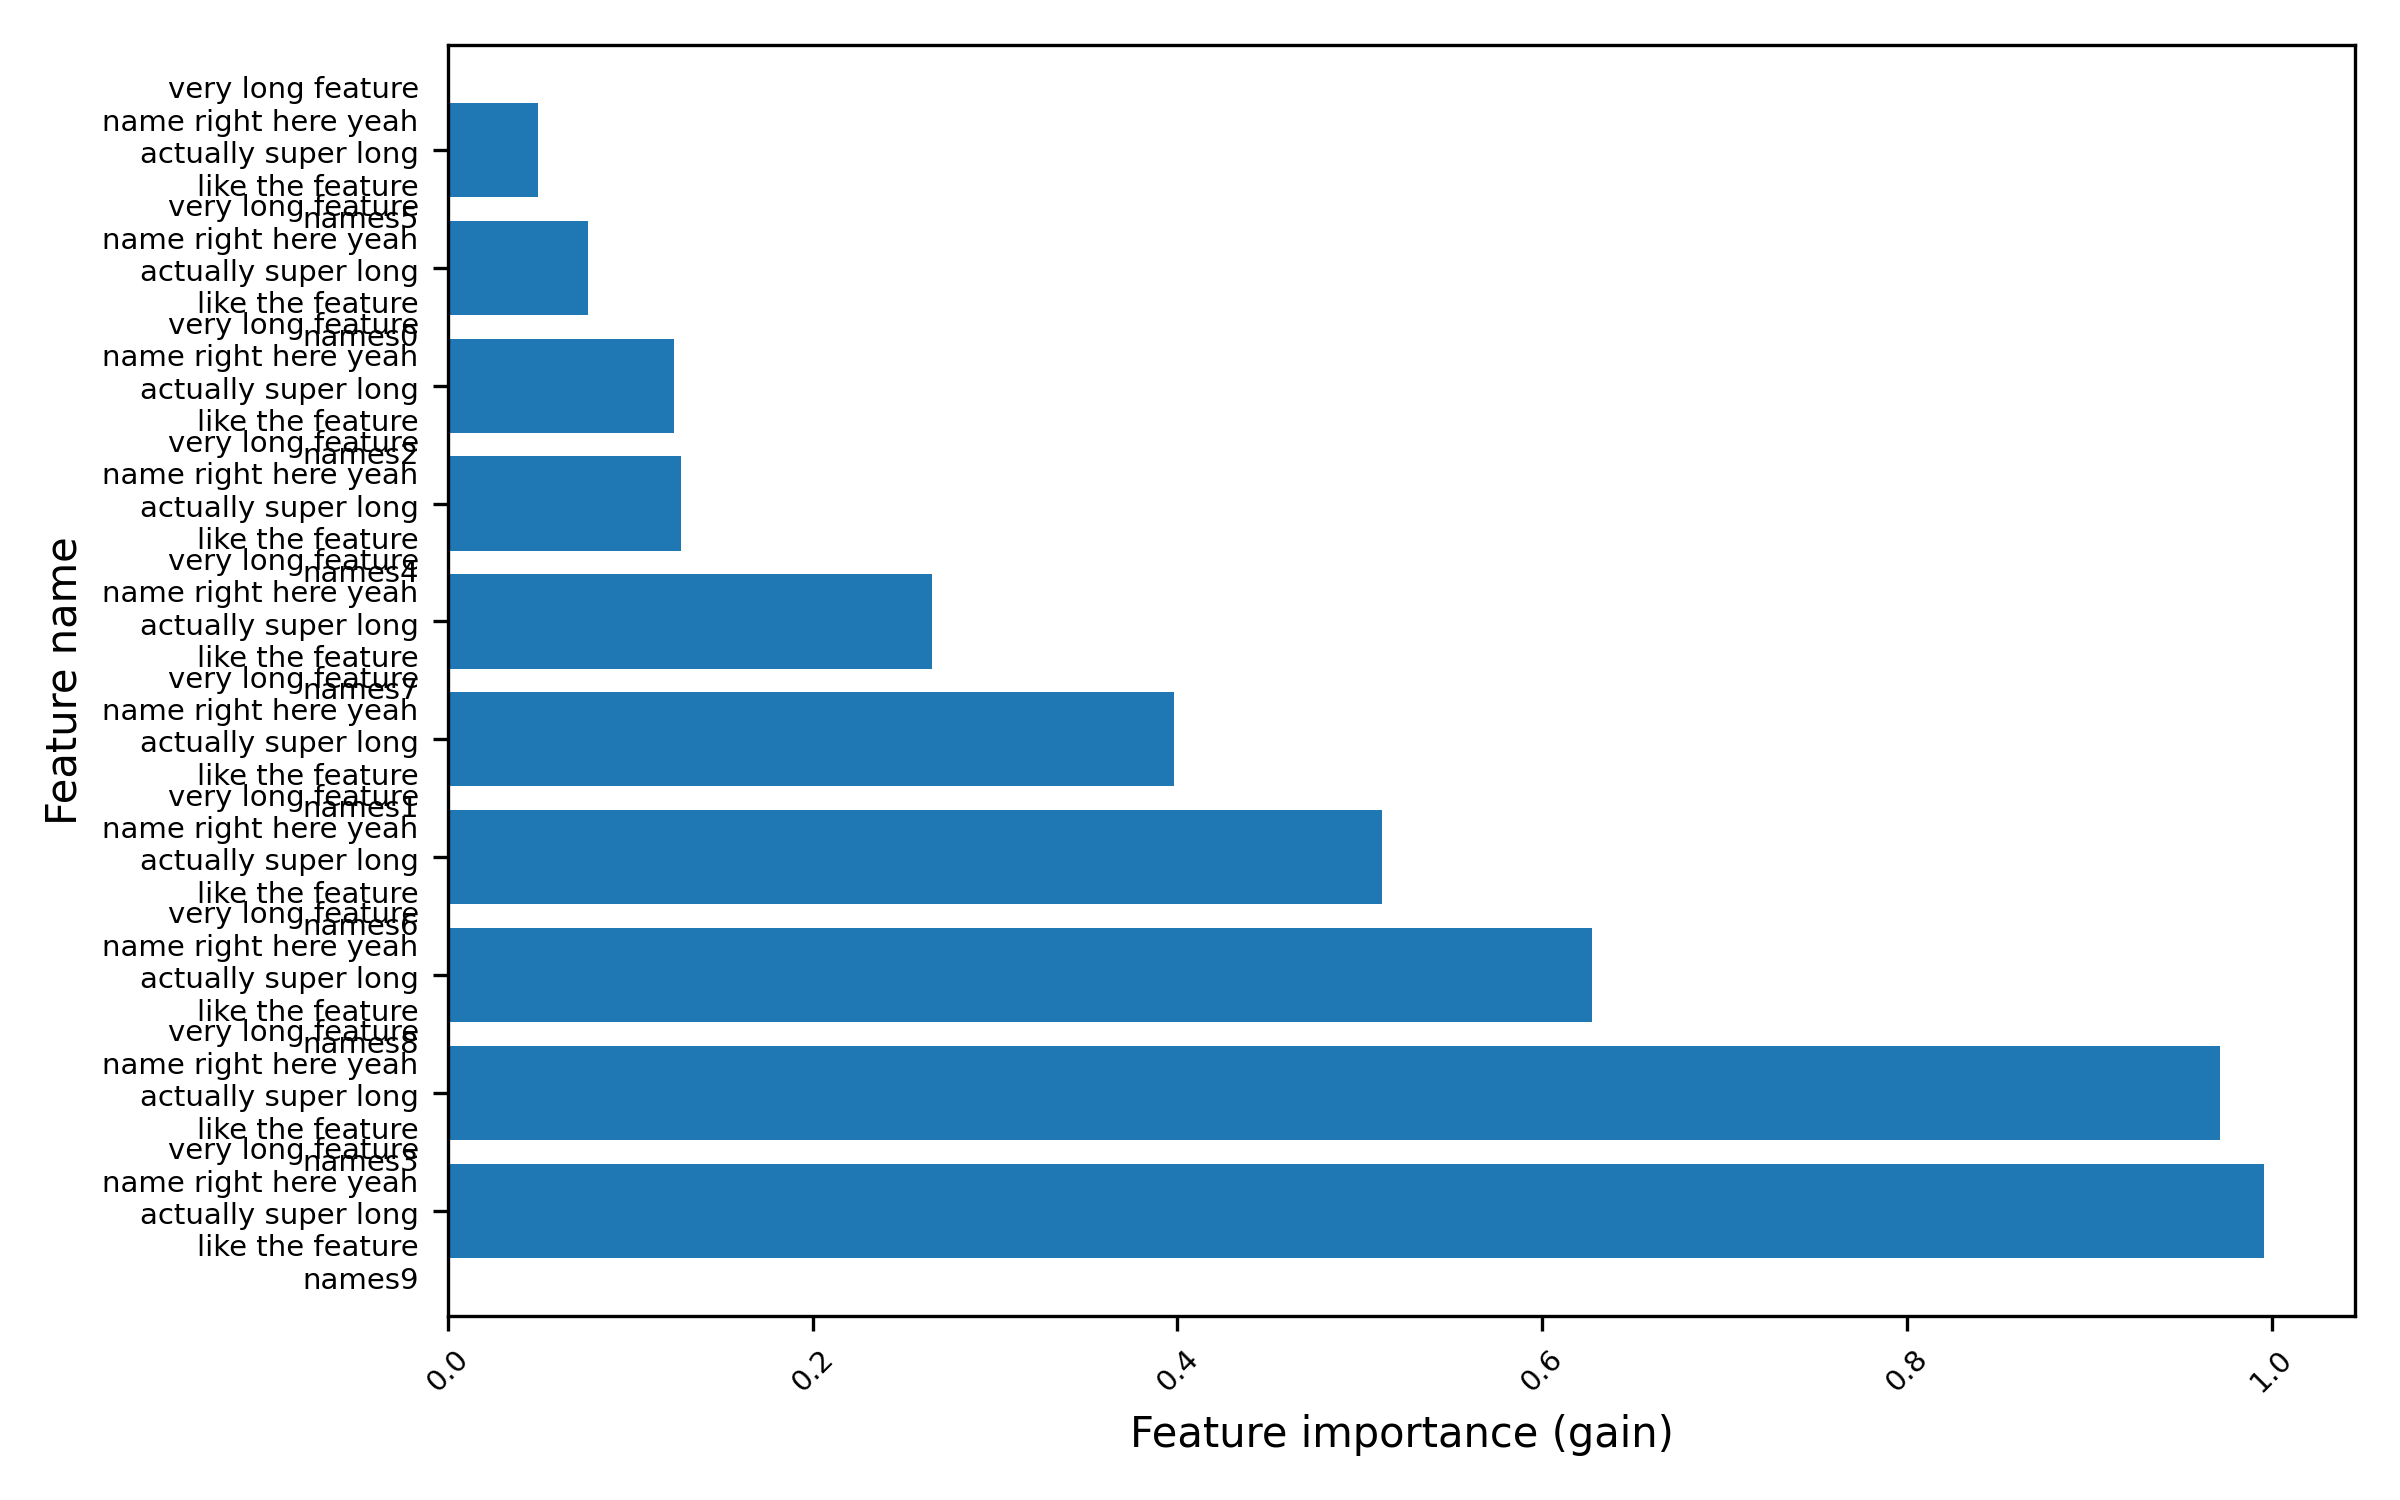 very long feature
name right here yeah
actually super long
like the feature
names5
very long feature
name right here yeah
actually super long
like the feature
names0
very long feature
name right here yeah
actually super long
like the feature
names2
very long feature
name right here yeah
actually super long
like the feature
names4
very long feature
name right here yeah
actually super long
like the feature
names7
very long feature
name right here yeah
actually super long
like the feature
names1
very long feature
name right here yeah
actually super long
like the feature
names6
very long feature
name right here yeah
actually super long
like the feature
names8
very long feature
name right here yeah
actually super long
like the feature
names3
very long feature
name right here yeah
actually super long
like the feature
names9
Feature name
0.0
0.2
0.4
0.6
0.8
1.0
Feature importance (gain)